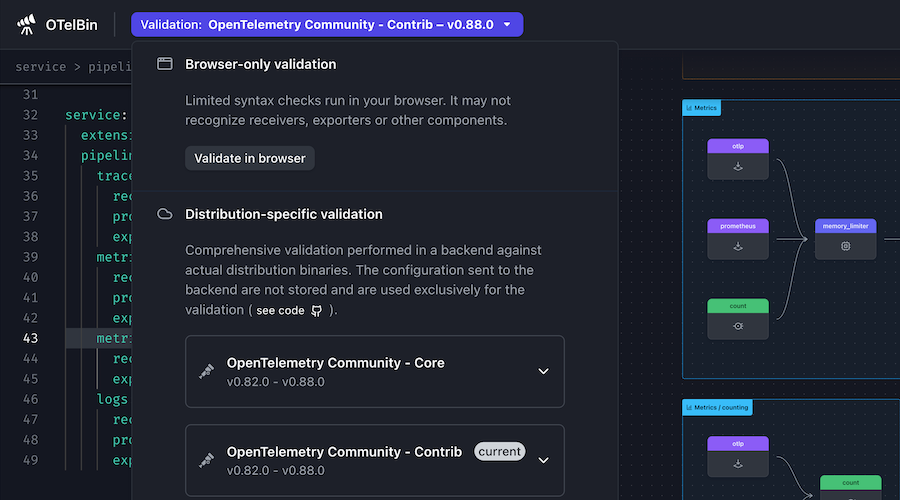 OTelBin
Validation: OpenTelemetry Community - Contrib – v0.88.0
service > pipeli
31
32 service:
33 extensi
34 pipelin
35 trace
36 rec
37 pro
38 exp
39 metri
40 rec
41 pro
42 exp
43 metri
44 rec
45 exp
46 logs
47 rec
48 pro
49 exp
Browser-only validation
Limited syntax checks run in your browser. It may not
recognize receivers, exporters or other components.
Validate in browser
Distribution-specific validation
Comprehensive validation performed in a backend against
actual distribution binaries. The configuration sent to the
backend are not stored and are used exclusively for the
validation ( see code ).
OpenTelemetry Community - Core
v0.82.0 - v0.88.0
OpenTelemetry Community - Contrib current
v0.82.0 - v0.88.0
Metrics
otlp
prometheus
memory_limiter
count
Metrics / counting
otlp
count